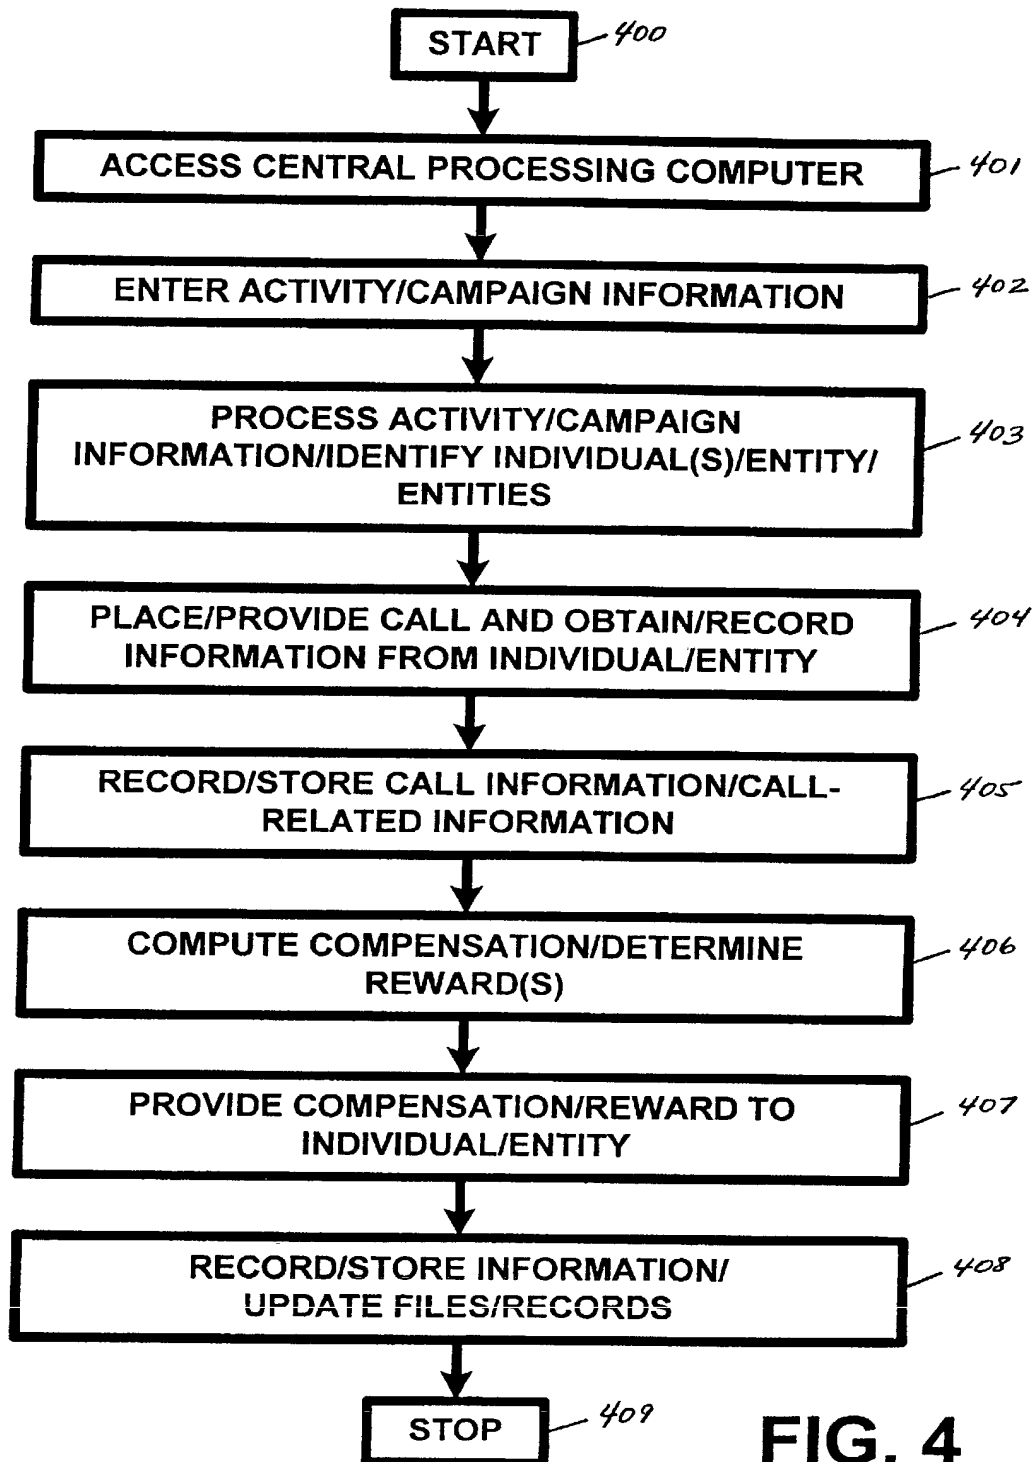 START
400
ACCESS CENTRAL PROCESSING COMPUTER
401
ENTER ACTIVITY/CAMPAIGN INFORMATION
402
PROCESS ACTIVITY/CAMPAIGN
INFORMATION/IDENTIFY INDIVIDUAL(S)/ENTITY/
ENTITIES
403
PLACE/PROVIDE CALL AND OBTAIN/RECORD
INFORMATION FROM INDIVIDUAL/ENTITY
404
RECORD/STORE CALL INFORMATION/CALL-
RELATED INFORMATION
405
COMPUTE COMPENSATION/DETERMINE
REWARD(S)
406
PROVIDE COMPENSATION/REWARD TO
INDIVIDUAL/ENTITY
407
RECORD/STORE INFORMATION/
UPDATE FILES/RECORDS
408
STOP
409
FIG. 4